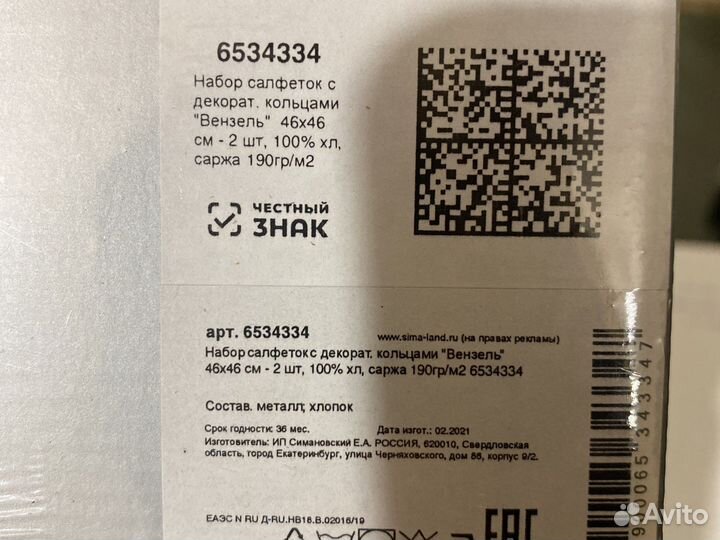 6534334
Набор салфеток с
декорат. кольцами
"Вензель" 46х46
см - 2 шт, 100% хл,
саржа 190гр/м2
ЧЕСТНЫЙ
ЗНАК
арт. 6534334
www.sima-land.ru (на правах рекламы)
Набор салфеток с декорат. кольцами "Вензель"
46х46 см - 2 шт, 100% хл, саржа 190гр/м2 6534334
Состав. металл; хлопок
Срок годности: 36 мес. Дата изгот.: 02.2021
Изготовитель: ИП Симановский Е.А. РОССИЯ, 620010, Свердловская
область, город Екатеринбург, улица Черняховского, дом 86, корпус 9/2.
ЕАЭС N RU Д-RU.НВ18.В.02016/19
ЕАС
Avito